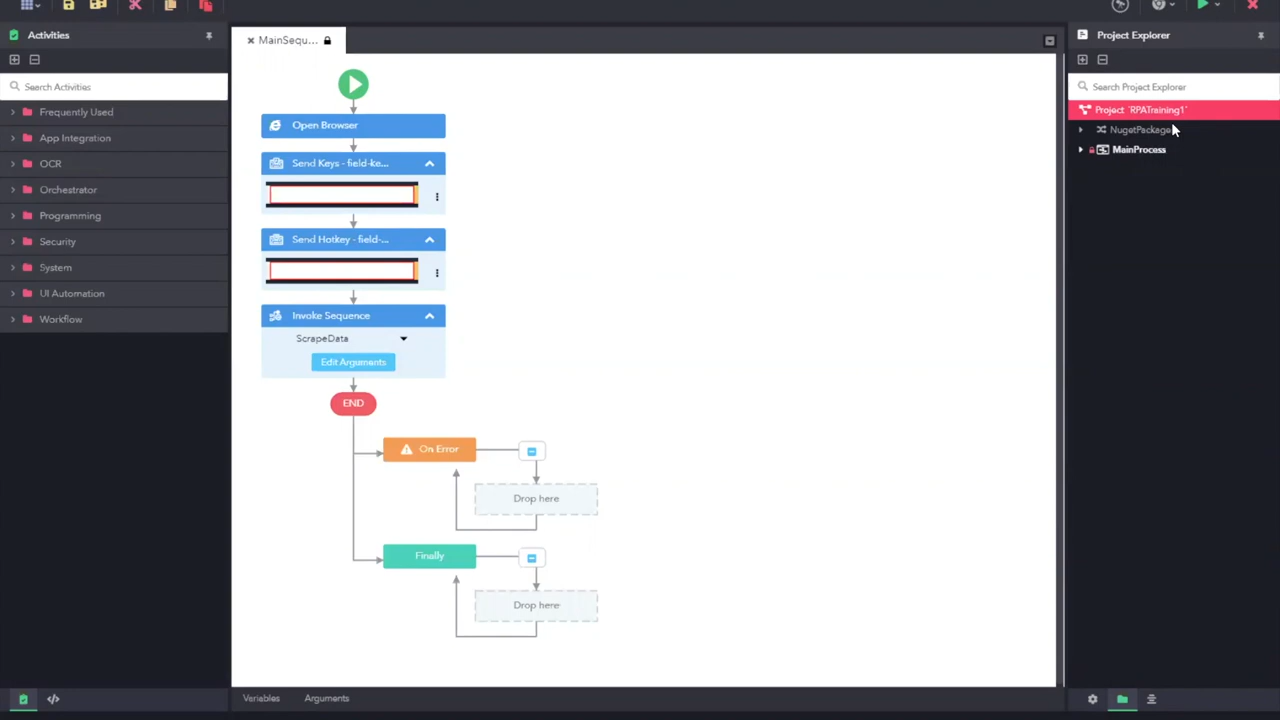 Activities
Search Activities
Frequently Used
App Integration
OCR
Orchestrator
Programming
Security
System
UI Automation
Workflow
MainSequ...
Open Browser
Send Keys - field-ke...
Send Hotkey - field-...
Invoke Sequence
ScrapeData
Edit Arguments
END
On Error
Drop here
Finally
Drop here
Variables
Arguments
Project Explorer
Search Project Explorer
Project 'RPATraining1'
NugetPackage
MainProcess